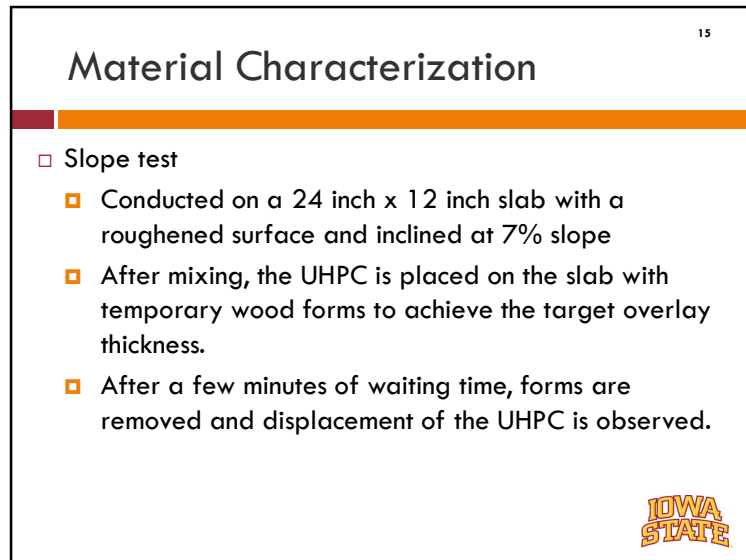 15
Material Characterization
Slope test
Conducted on a 24 inch x 12 inch slab with a
roughened surface and inclined at 7% slope
After mixing, the UHPC is placed on the slab with
temporary wood forms to achieve the target overlay
thickness.
After a few minutes of waiting time, forms are
removed and displacement of the UHPC is observed.
IOWA
STATE